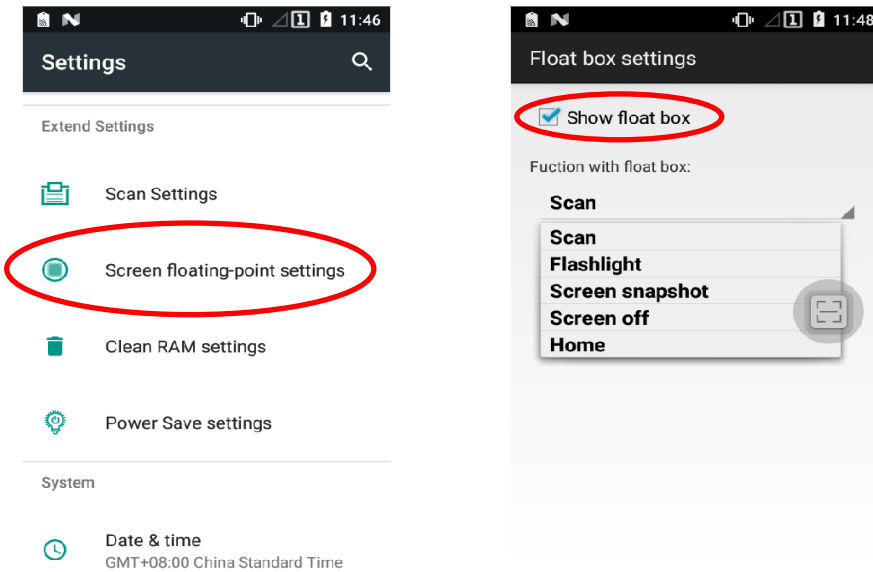 11:46
Settings
Extend Settings
Scan Settings
Screen floating-point settings
Clean RAM settings
Power Save settings
System
Date & time
GMT+08:00 China Standard Time
1 11:48
Float box settings
Show float box
Fuction with float box:
Scan
Scan
Flashlight
Screen snapshot
Screen off
Home